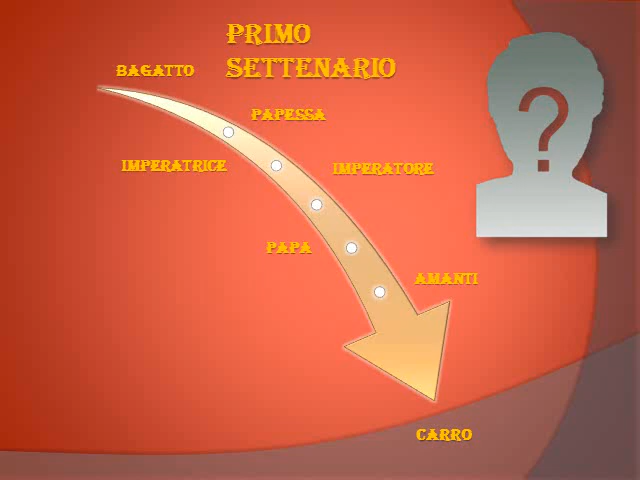 PRIMO
SETTENARIO
BAGATTO
PAPESSA
IMPERATRICE
IMPERATORE
PAPA
AMANTI
CARRO
?